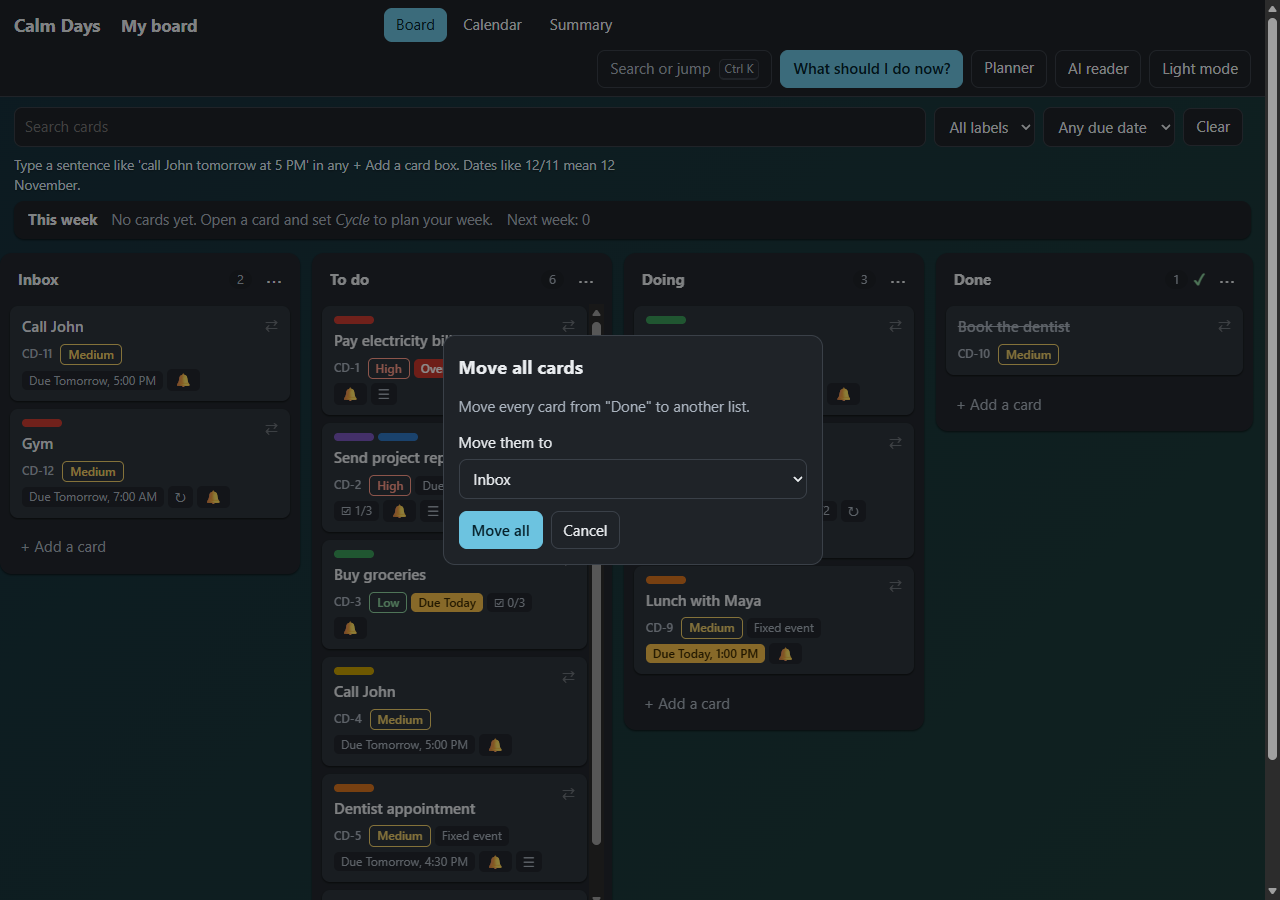 Calm Days My board Board Calendar Summary
Search or jump Ctrl K What should I do now? Planner AI reader Light mode
Search cards All labels Any due date Clear
Type a sentence like 'call John tomorrow at 5 PM' in any + Add a card box. Dates like 12/11 mean 12
November.
This week No cards yet. Open a card and set Cycle to plan your week. Next week: 0
Inbox 2 ...
Call John
CD-11 Medium
Due Tomorrow, 5:00 PM
Gym
CD-12 Medium
Due Tomorrow, 7:00 AM
+ Add a card
To do 6 ...
Pay electricity
CD-1 High
Send project
CD-2 High Due
1/3
Buy groceries
CD-3 Low Due Today 0/3
Call John
CD-4 Medium
Due Tomorrow, 5:00 PM
Dentist appointment
CD-5 Medium Fixed event
Due Tomorrow, 4:30 PM
Move all cards
Move every card from "Done" to another list.
Move them to
Inbox
Move all Cancel
Doing 3 ...
Lunch with Maya
CD-9 Medium Fixed event
Due Today, 1:00 PM
+ Add a card
Done 1 ✓ ...
Book the dentist
CD-10 Medium
+ Add a card